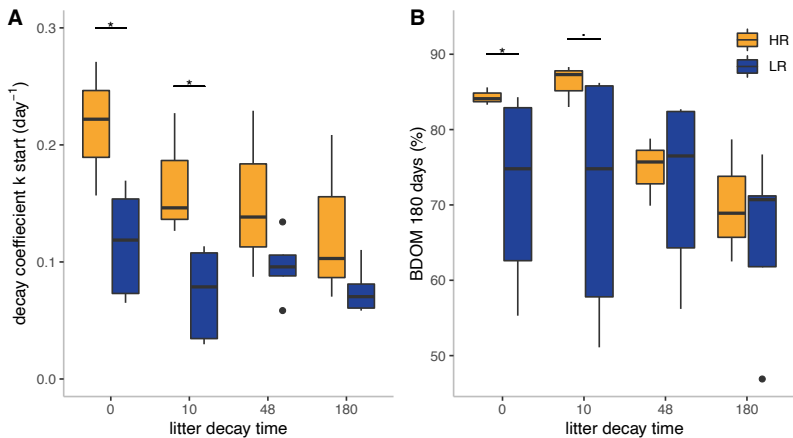 A
decay coeffiecient k start (day⁻¹)
0.3
0.2
0.1
0.0
*
*
0
10
48
180
litter decay time
B
BDOM 180 days (%)
90
80
70
60
50
*
.
HR
LR
0
10
48
180
litter decay time